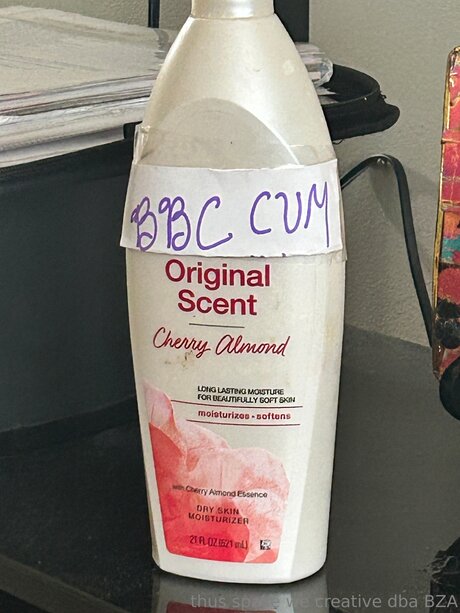 BBC CUM
Original
Scent
Cherry Almond
LONG LASTING MOISTURE
FOR BEAUTIFULLY SOFT SKIN
moisturizes • softens
with Cherry Almond Essence
DRY SKIN
MOISTURIZER
21 FL OZ (621 mL)
thus spoke we creative dba BZA